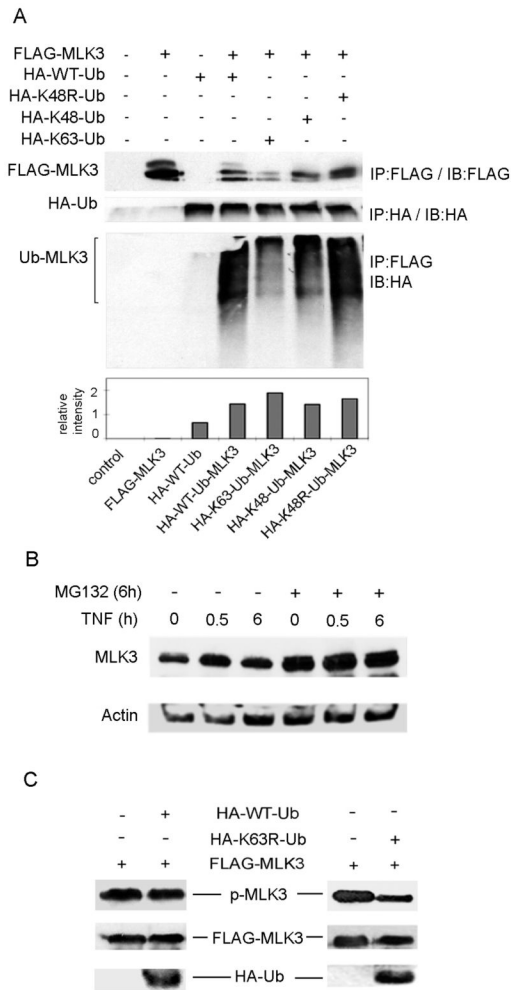 A
FLAG-MLK3 - + - + + + +
HA-WT-Ub - - + + - - -
HA-K48R-Ub - - - - - - +
HA-K48-Ub - - - - - + -
HA-K63-Ub - - - - + - -
FLAG-MLK3 IP:FLAG / IB:FLAG
HA-Ub IP:HA / IB:HA
Ub-MLK3 IP:FLAG
IB:HA
relative
intensity
2
1
0
control FLAG-MLK3 HA-WT-Ub HA-WT-Ub-MLK3 HA-K63-Ub-MLK3 HA-K48-Ub-MLK3 HA-K48R-Ub-MLK3
B
MG132 (6h) - - - + + +
TNF (h) 0 0.5 6 0 0.5 6
MLK3
Actin
C
- + HA-WT-Ub - -
- - HA-K63R-Ub - +
+ + FLAG-MLK3 + +
p-MLK3
FLAG-MLK3
HA-Ub